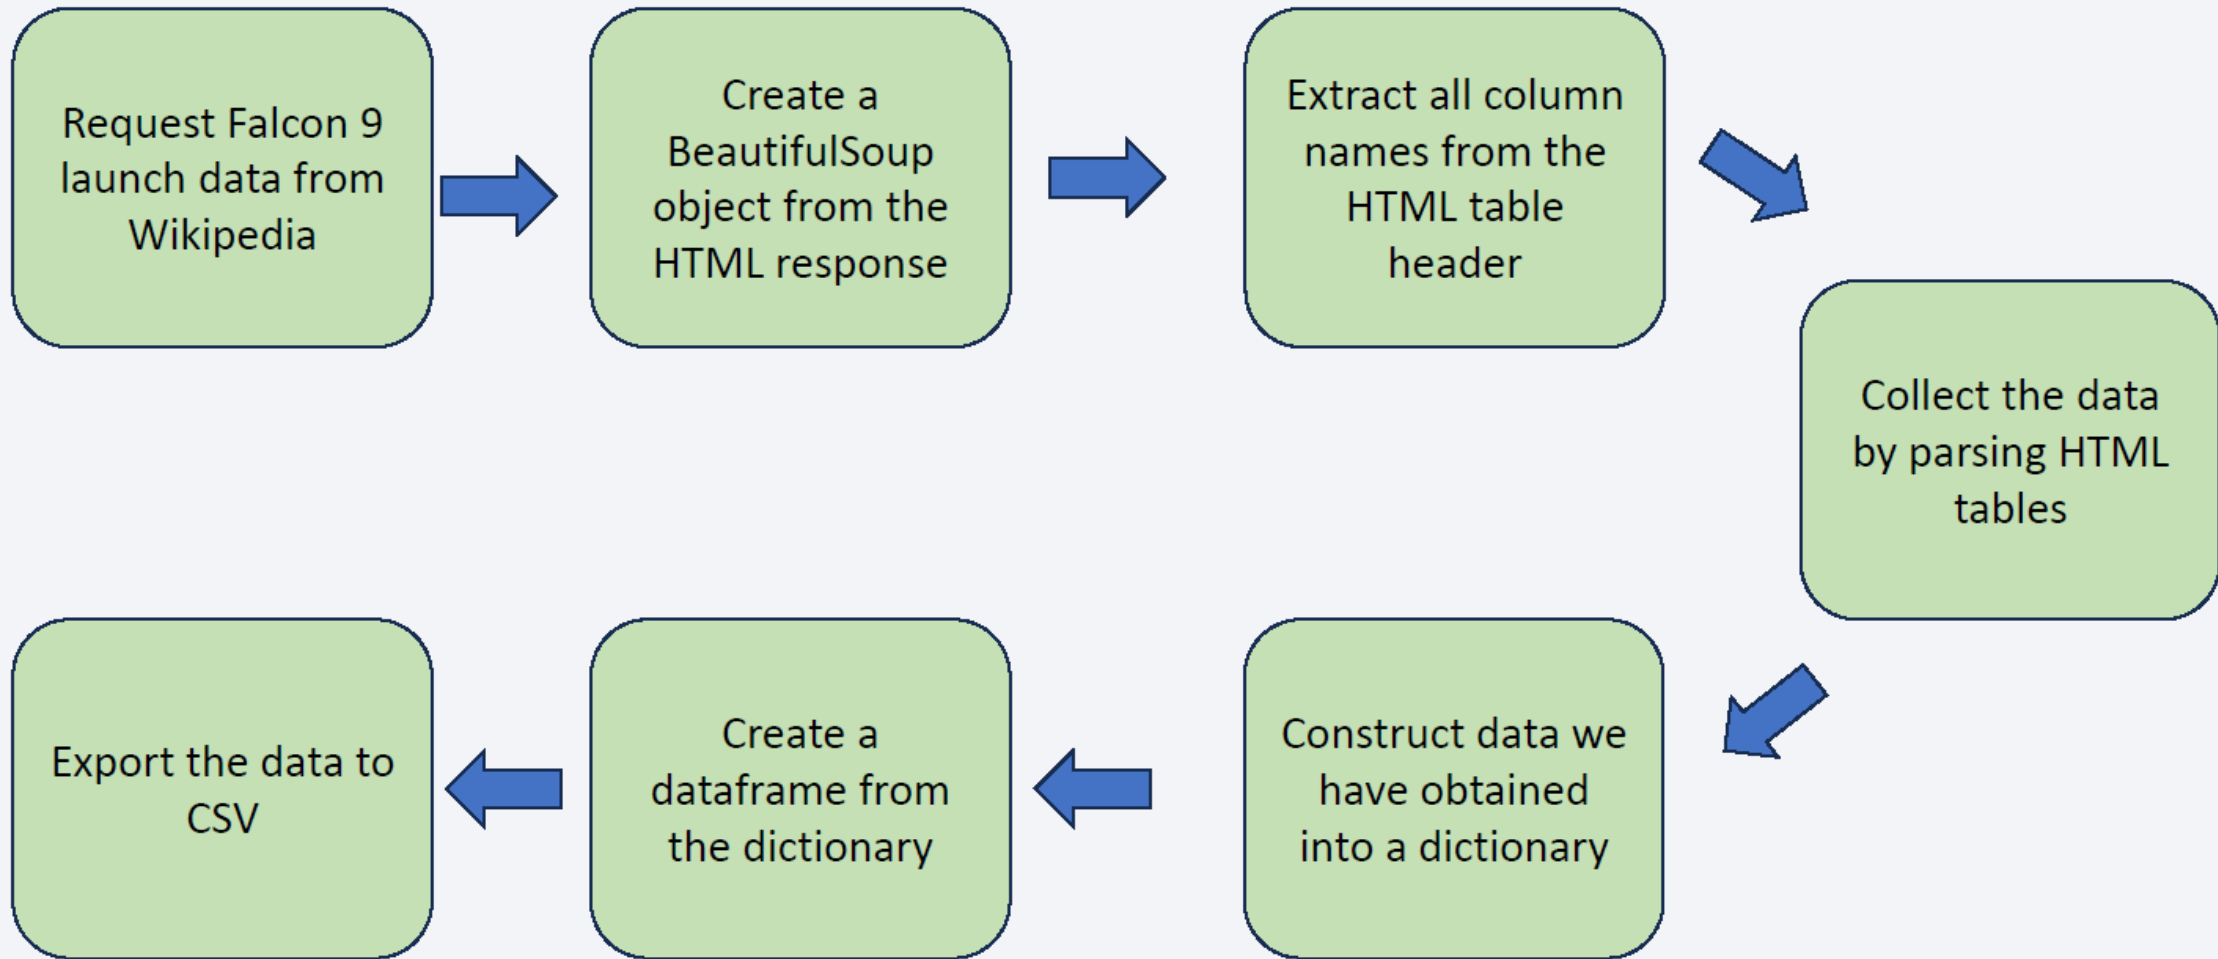 Request Falcon 9
launch data from
Wikipedia
Create a
BeautifulSoup
object from the
HTML response
Extract all column
names from the
HTML table
header
Collect the data
by parsing HTML
tables
Construct data we
have obtained
into a dictionary
Create a
dataframe from
the dictionary
Export the data to
CSV